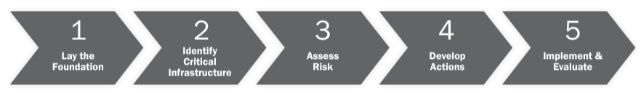 1
Lay the
Foundation
2
Identify
Critical
Infrastructure
3
Assess
Risk
4
Develop
Actions
5
Implement &
Evaluate